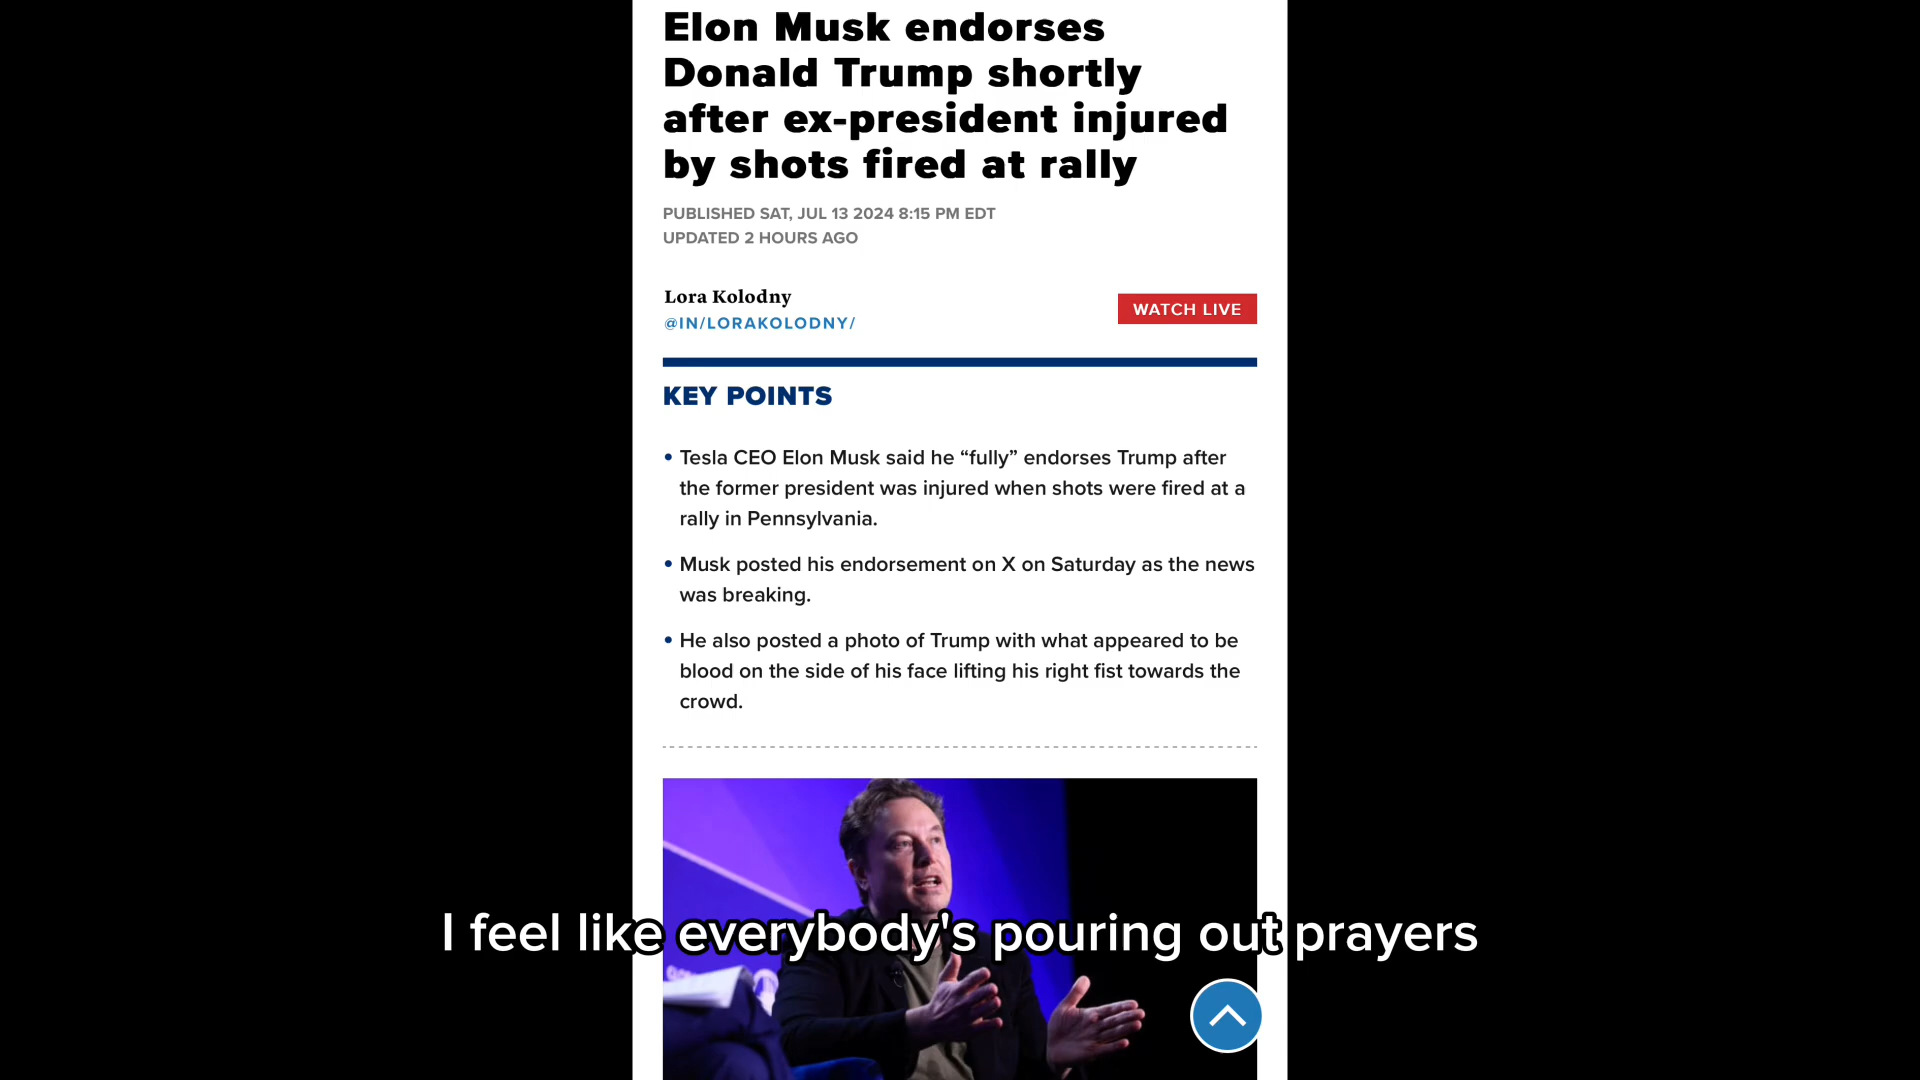 Elon Musk endorses
Donald Trump shortly
after ex-president injured
by shots fired at rally
PUBLISHED SAT, JUL 13 2024 8:15 PM EDT
UPDATED 2 HOURS AGO
Lora Kolodny
@IN/LORAKOLODNY/
WATCH LIVE
KEY POINTS
• Tesla CEO Elon Musk said he “fully” endorses Trump after
the former president was injured when shots were fired at a
rally in Pennsylvania.
• Musk posted his endorsement on X on Saturday as the news
was breaking.
• He also posted a photo of Trump with what appeared to be
blood on the side of his face lifting his right fist towards the
crowd.
I feel like everybody's pouring out prayers